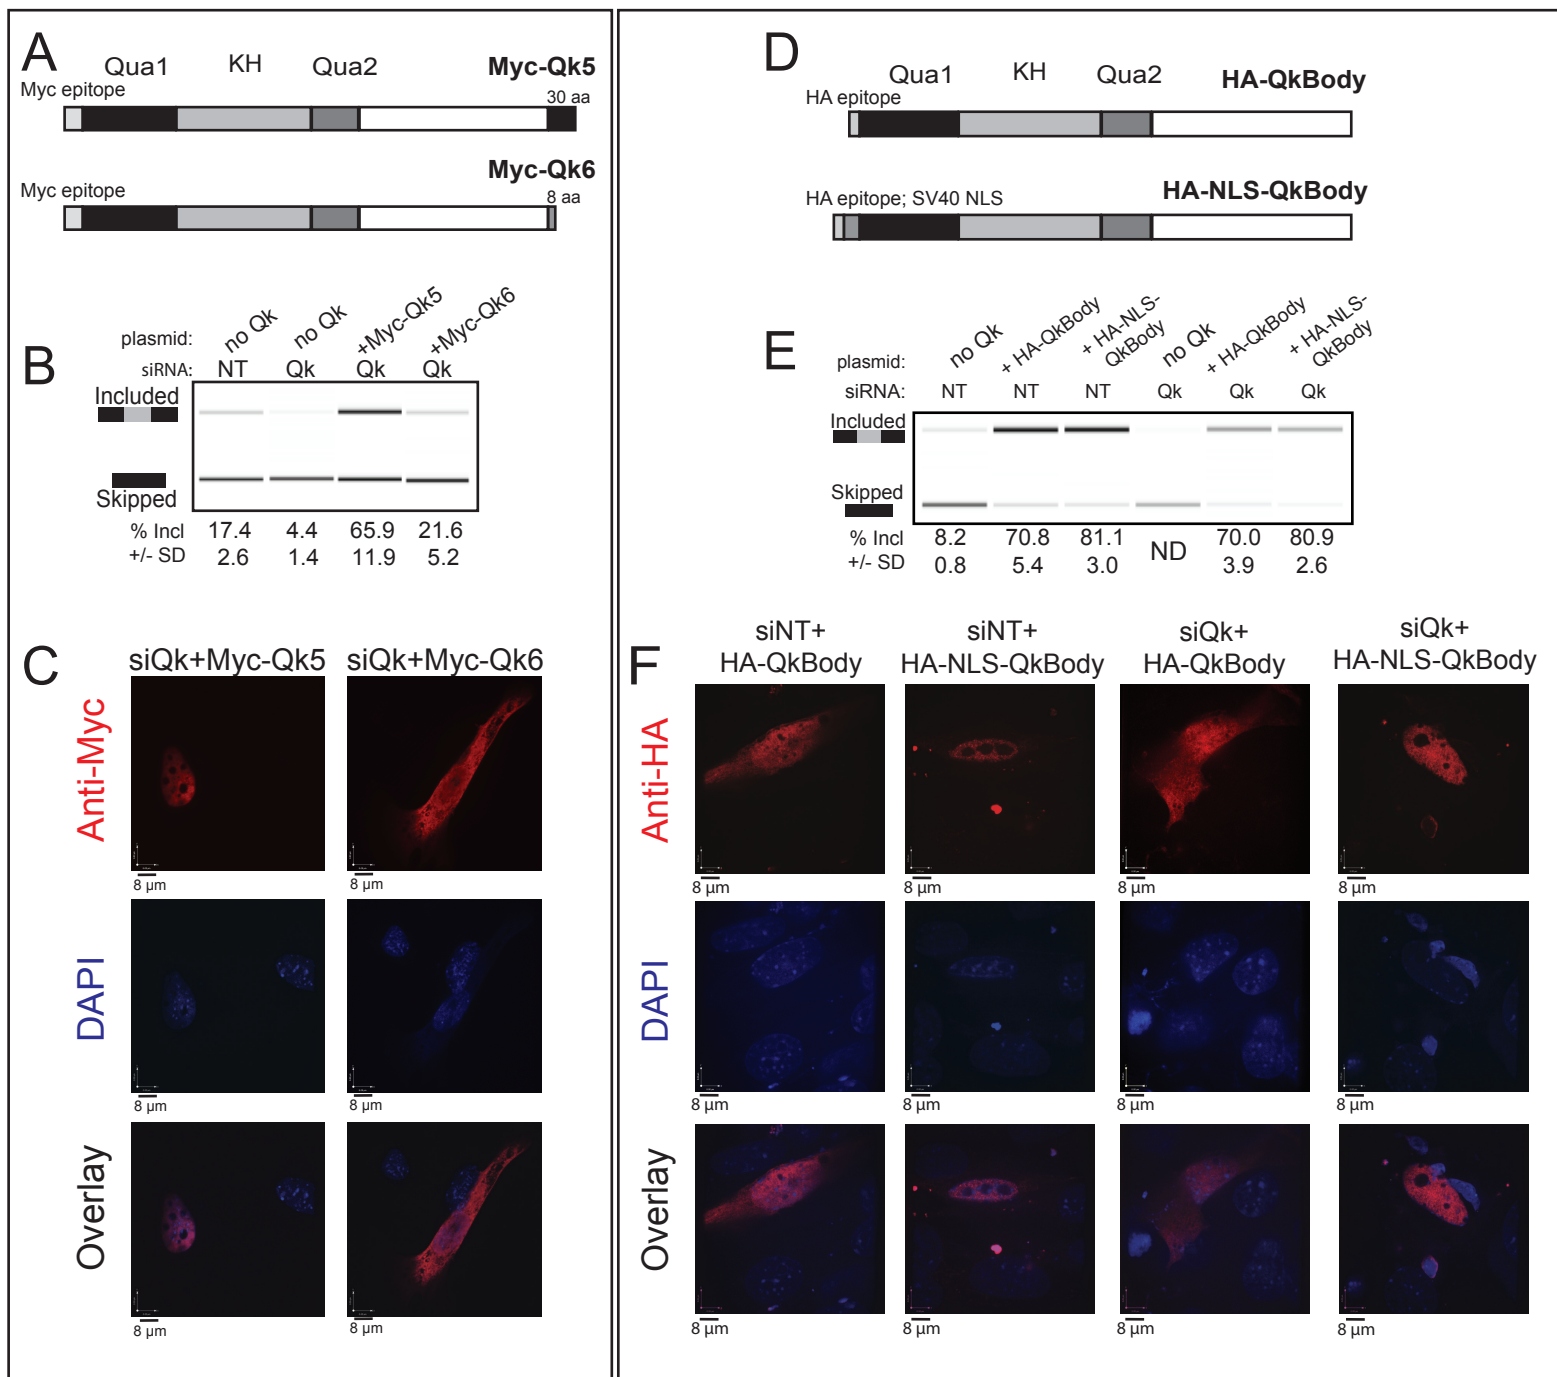 A
Qua1 KH Qua2 Myc-Qk5
Myc epitope 30 aa
Myc-Qk6
Myc epitope 8 aa
B
plasmid: no Qk no Qk +Myc-Qk5 +Myc-Qk6
siRNA: NT Qk Qk Qk
Included
Skipped
% Incl 17.4 4.4 65.9 21.6
+/- SD 2.6 1.4 11.9 5.2
C
siQk+Myc-Qk5 siQk+Myc-Qk6
Anti-Myc
8 µm 8 µm
DAPI
8 µm 8 µm
Overlay
8 µm 8 µm
D
Qua1 KH Qua2 HA-QkBody
HA epitope
HA-NLS-QkBody
HA epitope; SV40 NLS
E
plasmid: no Qk + HA-QkBody + HA-NLS-QkBody no Qk + HA-QkBody + HA-NLS-QkBody
siRNA: NT NT NT Qk Qk Qk
Included
Skipped
% Incl 8.2 70.8 81.1 ND 70.0 80.9
+/- SD 0.8 5.4 3.0 3.9 2.6
F
siNT+ siNT+ siQk+ siQk+
HA-QkBody HA-NLS-QkBody HA-QkBody HA-NLS-QkBody
Anti-HA
8 µm 8 µm 8 µm 8 µm
DAPI
8 µm 8 µm 8 µm 8 µm
Overlay
8 µm 8 µm 8 µm 8 µm